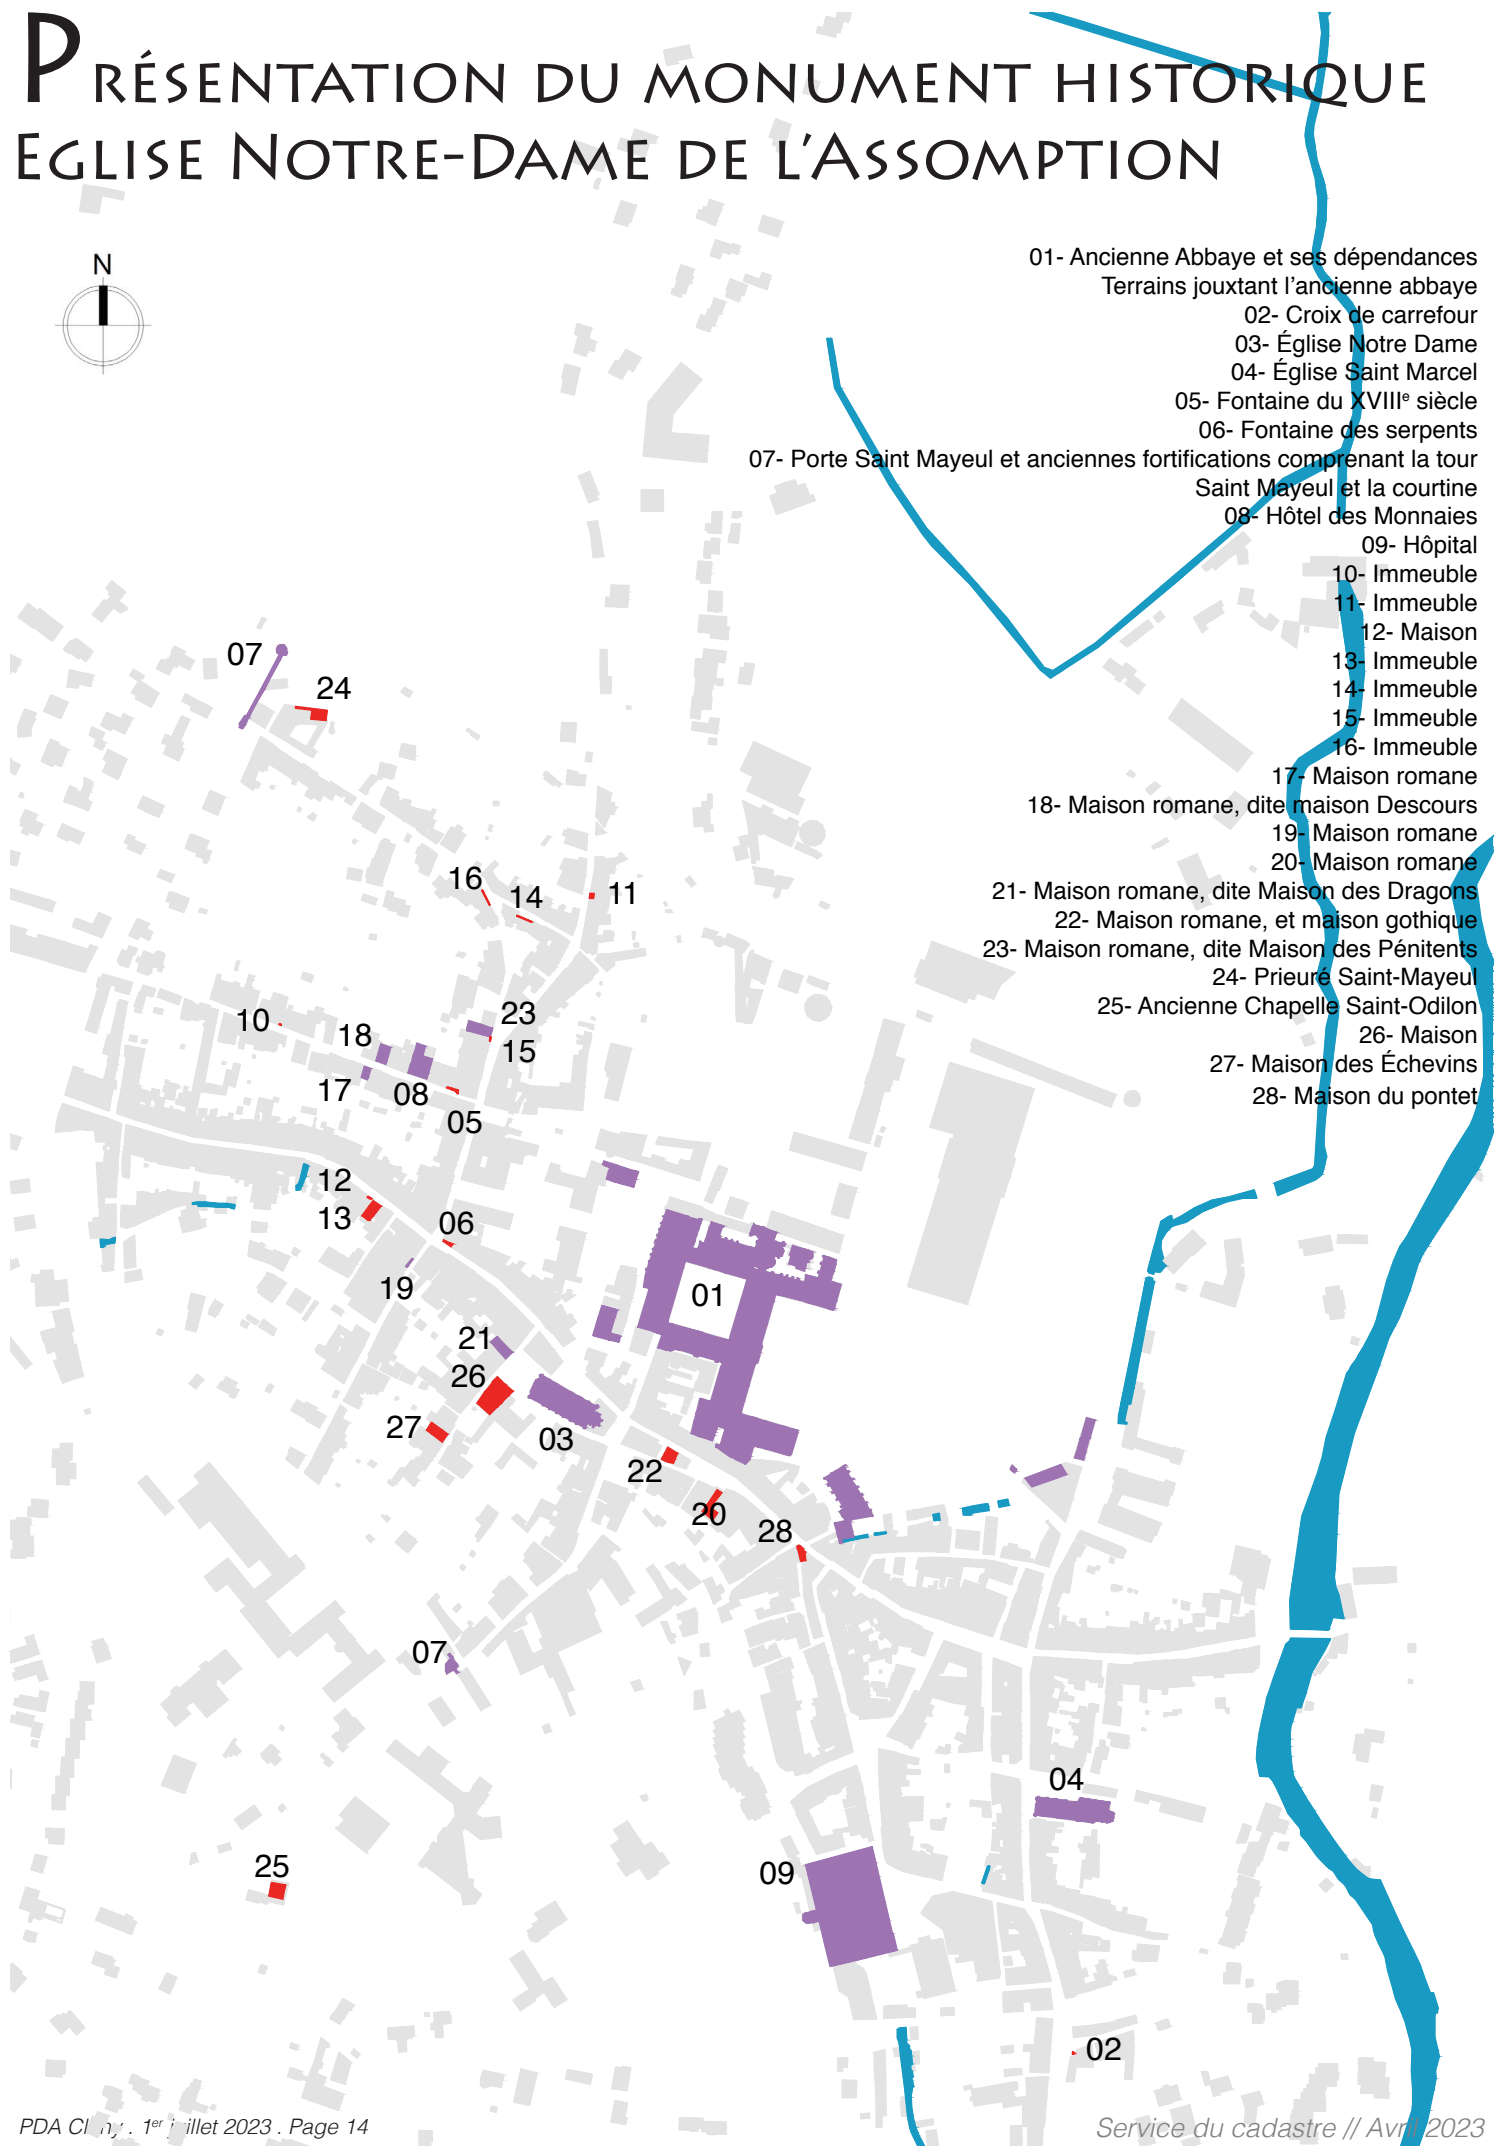 PRÉSENTATION DU MONUMENT HISTORIQUE
EGLISE NOTRE-DAME DE L'ASSOMPTION
N
01- Ancienne Abbaye et ses dépendances
Terrains jouxtant l'ancienne abbaye
02- Croix de carrefour
03- Église Notre Dame
04- Église Saint Marcel
05- Fontaine du XVIIIe siècle
06- Fontaine des serpents
07- Porte Saint Mayeul et anciennes fortifications comprenant la tour
Saint Mayeul et la courtine
08- Hôtel des Monnaies
09- Hôpital
10- Immeuble
11- Immeuble
12- Maison
13- Immeuble
14- Immeuble
15- Immeuble
16- Immeuble
17- Maison romane
18- Maison romane, dite maison Descours
19- Maison romane
20- Maison romane
21- Maison romane, dite Maison des Dragons
22- Maison romane, et maison gothique
23- Maison romane, dite Maison des Pénitents
24- Prieuré Saint-Mayeul
25- Ancienne Chapelle Saint-Odilon
26- Maison
27- Maison des Échevins
28- Maison du pontet
07
24
16
14
11
10
18
23
15
17
08
05
12
13
06
19
01
21
26
27
03
22
20
28
07
04
25
09
02
PDA Cluny . 1er juillet 2023 . Page 14
Service du cadastre // Avril 2023